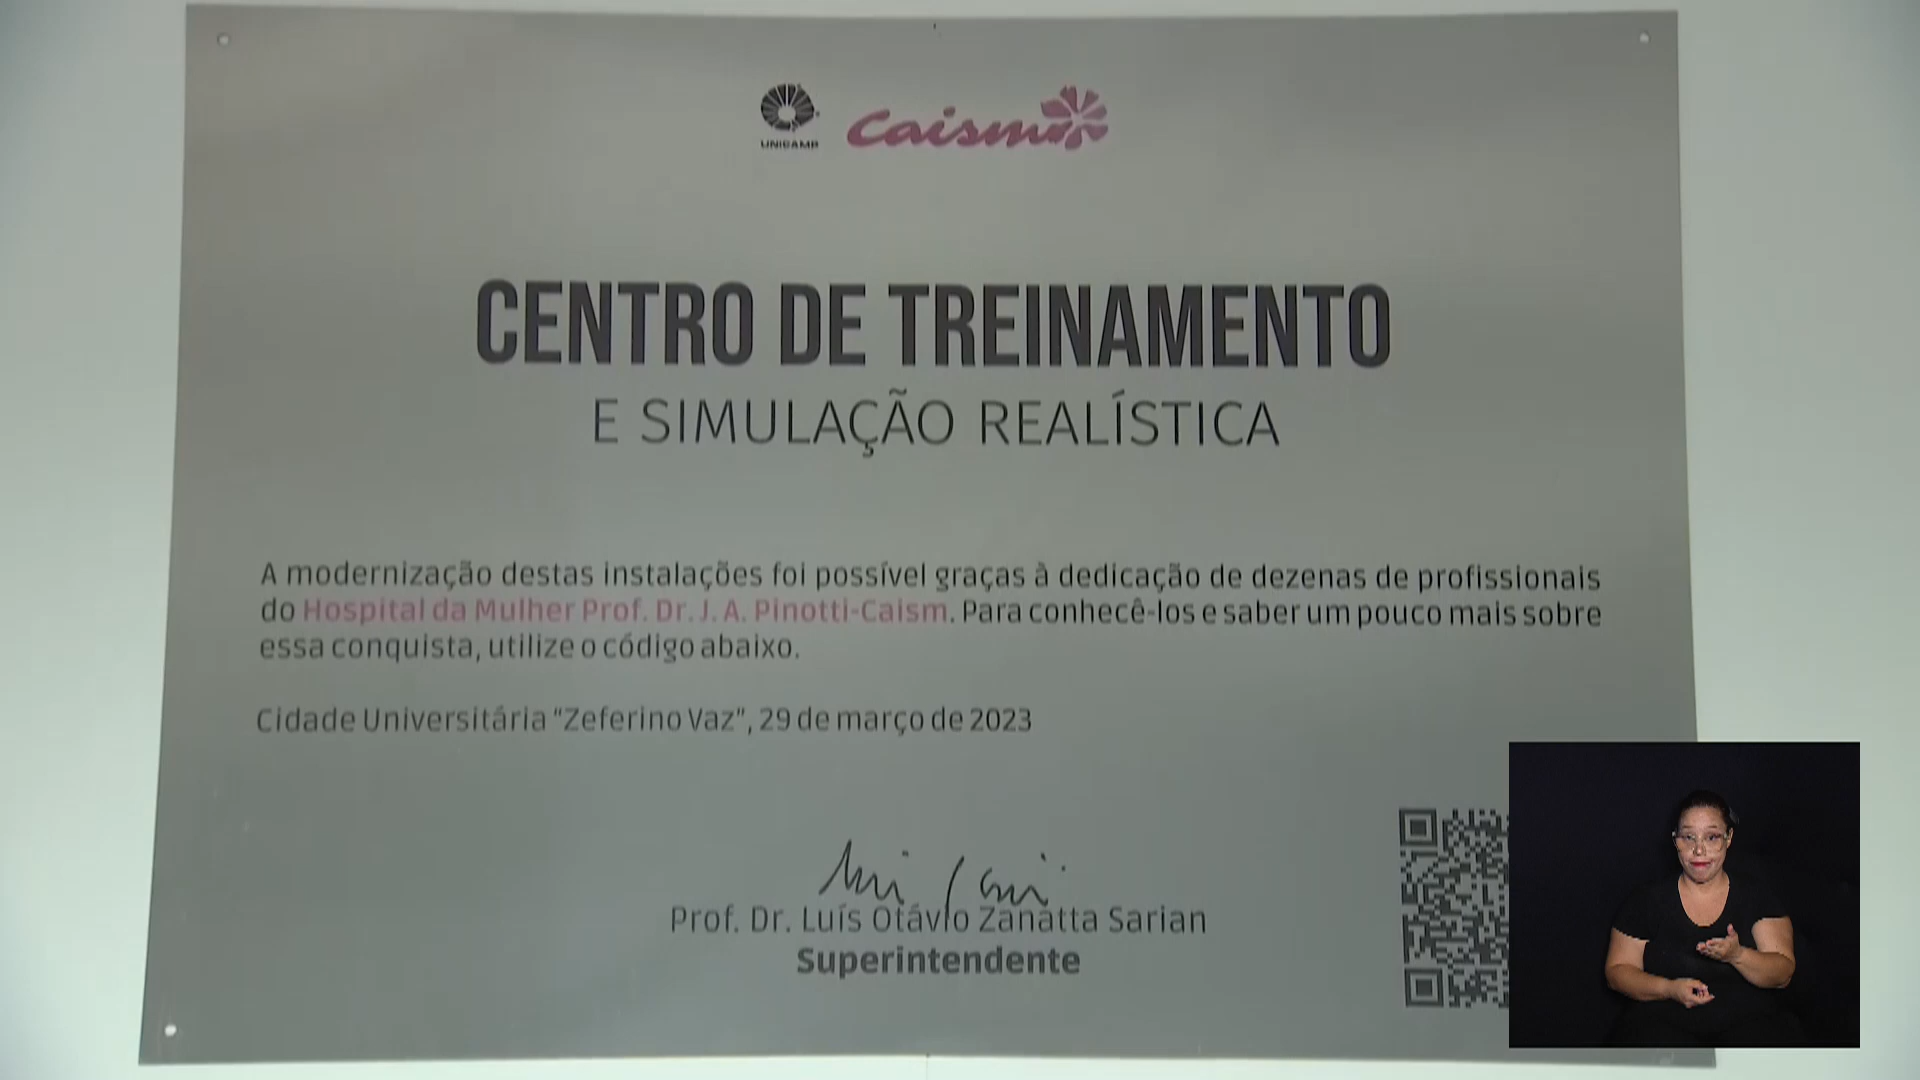 UNICAMP
caism
CENTRO DE TREINAMENTO
E SIMULAÇÃO REALÍSTICA
A modernização destas instalações foi possível graças à dedicação de dezenas de profissionais
do Hospital da Mulher Prof. Dr. J. A. Pinotti-Caism. Para conhecê-los e saber um pouco mais sobre
essa conquista, utilize o código abaixo.
Cidade Universitária "Zeferino Vaz", 29 de março de 2023
Prof. Dr. Luís Otávio Zanatta Sarian
Superintendente